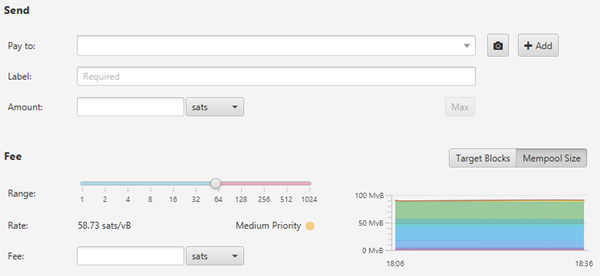 Send
Pay to:
+ Add
Label: Required
Amount: sats Max
Fee Target Blocks Mempool Size
Range: 1 2 4 8 16 32 64 128 256 512 1024
100 MvB
Rate: 58.73 sats/vB Medium Priority
50 MvB
Fee: sats
0 MvB
18:06 18:36